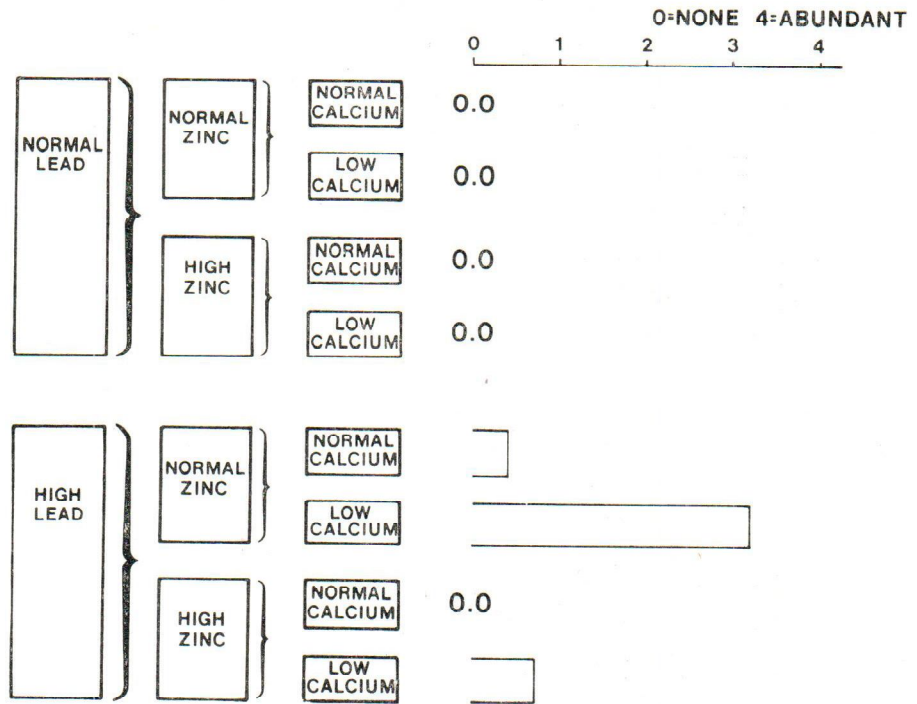 0=NONE 4=ABUNDANT
0 1 2 3 4
NORMAL
LEAD
NORMAL
ZINC
NORMAL
CALCIUM
0.0
LOW
CALCIUM
0.0
HIGH
ZINC
NORMAL
CALCIUM
0.0
LOW
CALCIUM
0.0
HIGH
LEAD
NORMAL
ZINC
NORMAL
CALCIUM
LOW
CALCIUM
HIGH
ZINC
NORMAL
CALCIUM
0.0
LOW
CALCIUM